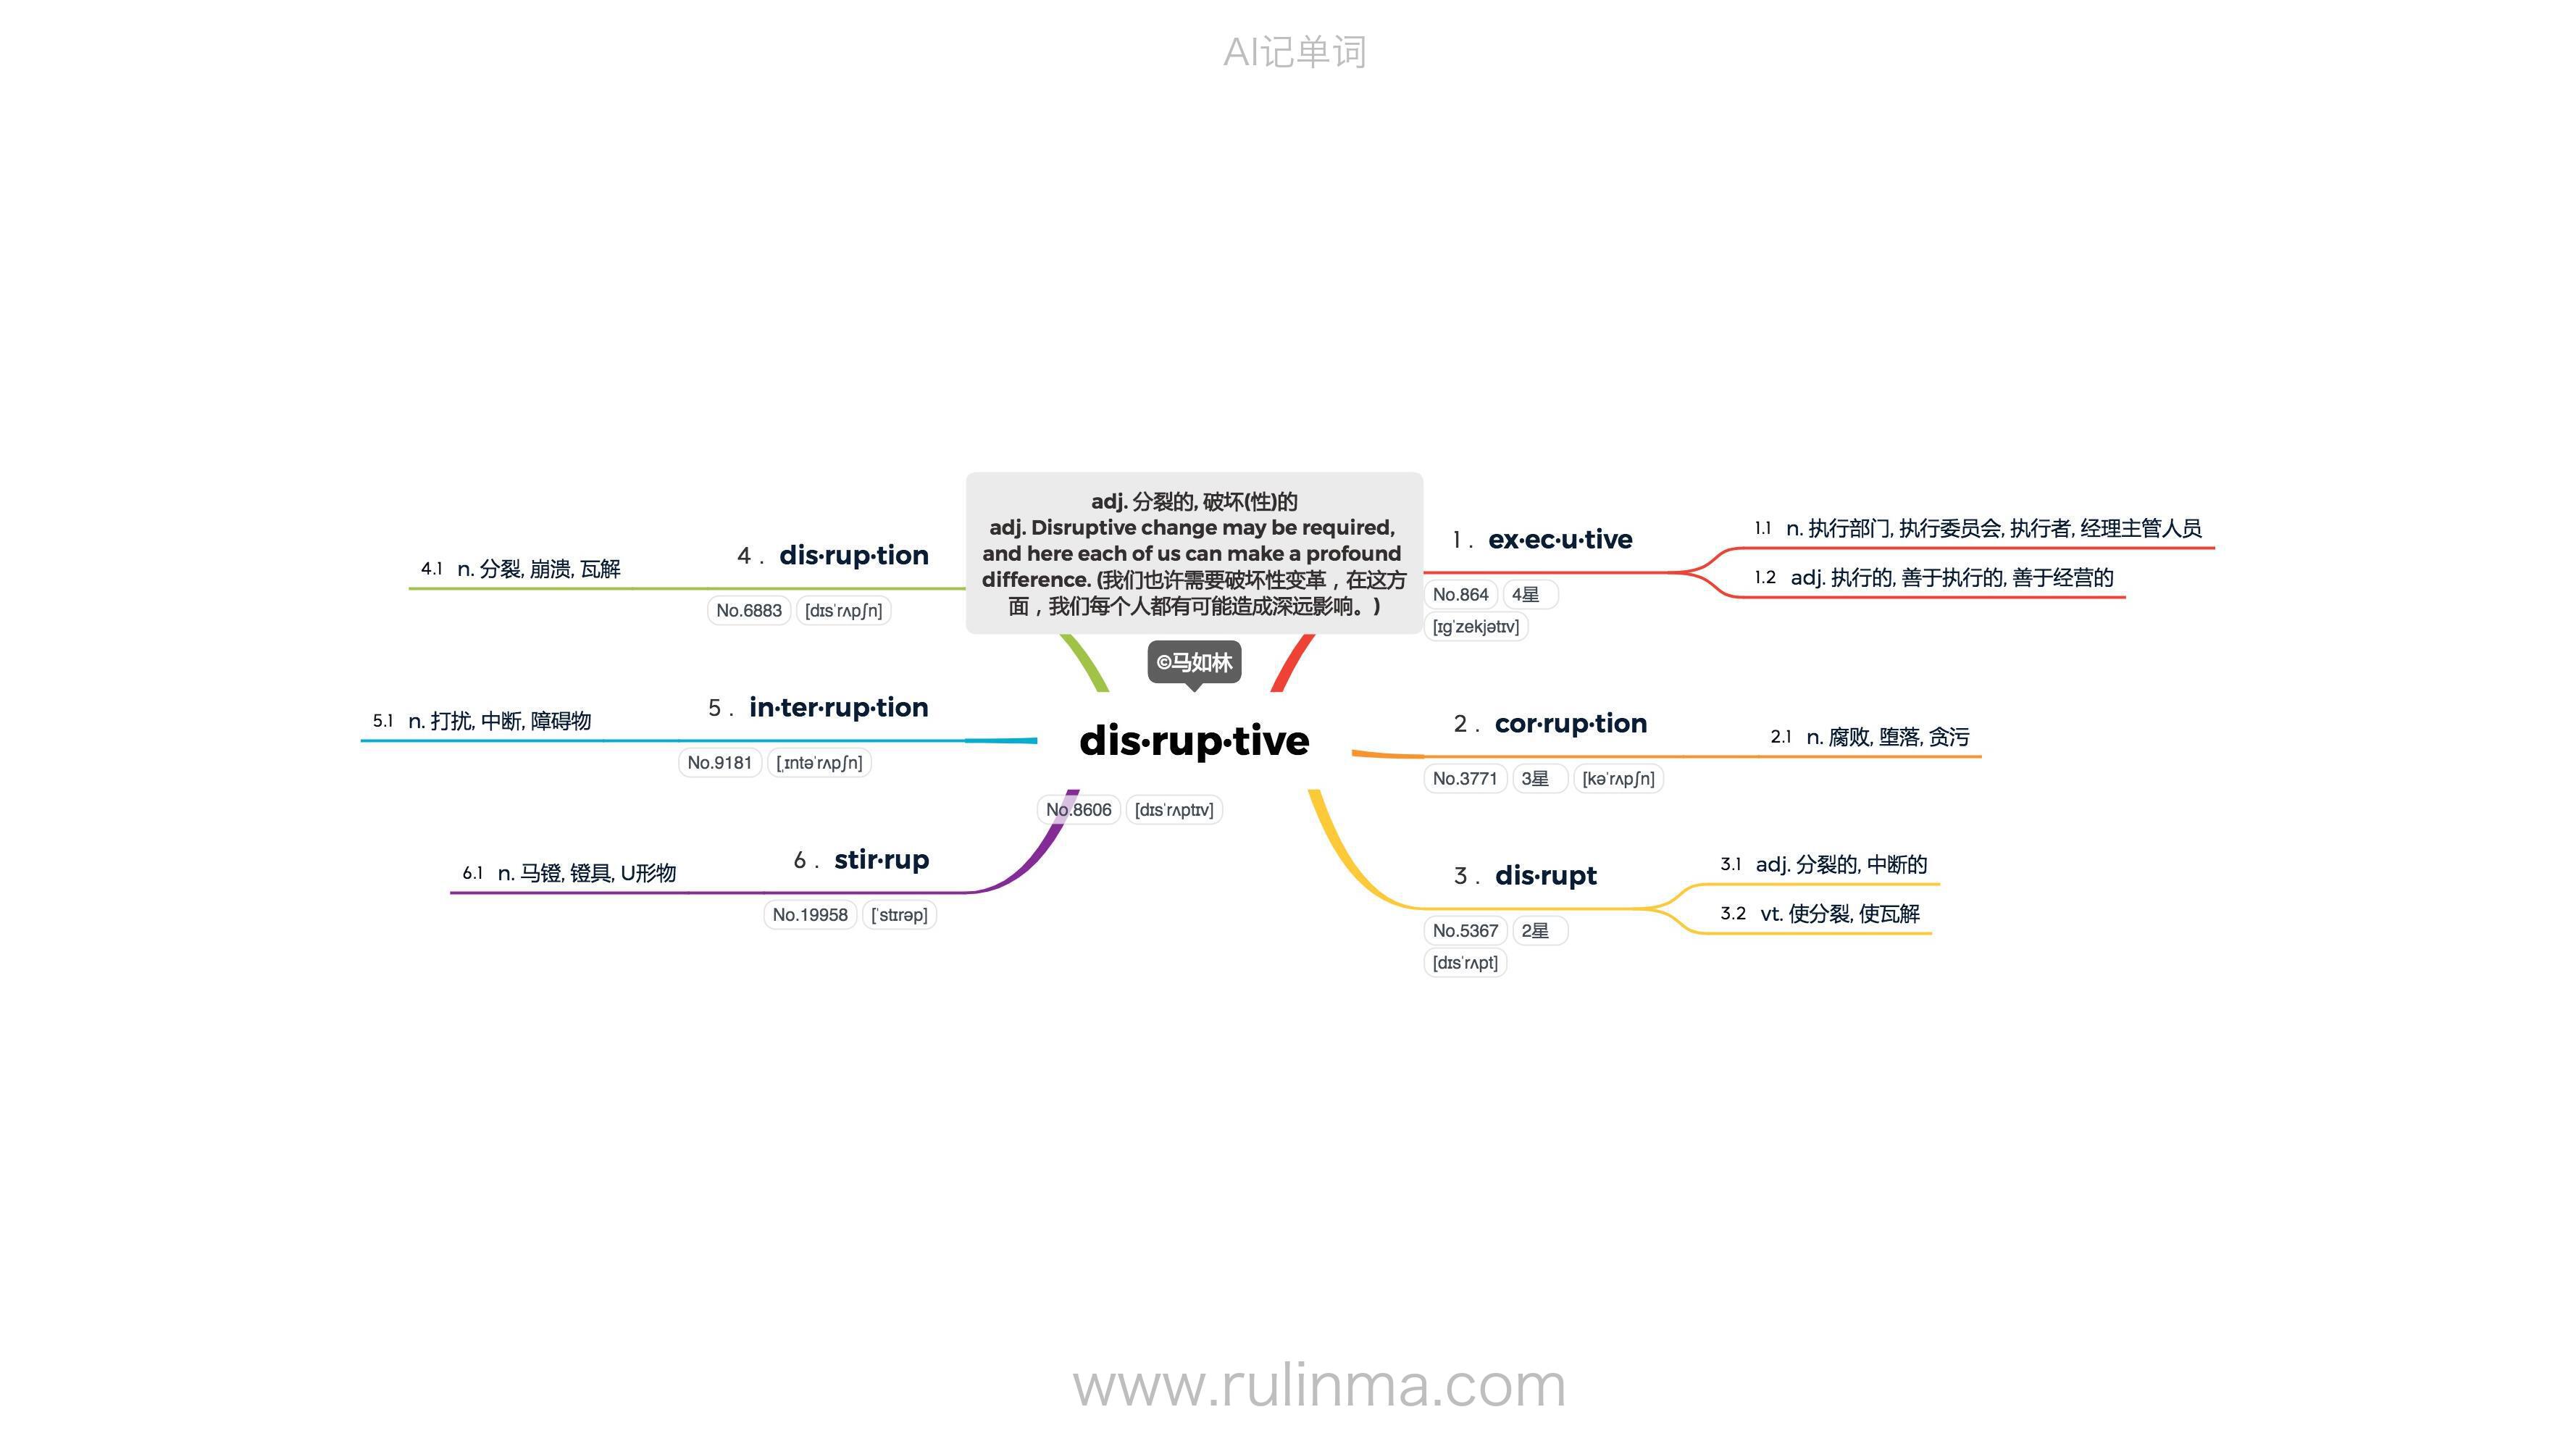 AI记单词
adj. 分裂的, 破坏(性)的
adj. Disruptive change may be required,
and here each of us can make a profound
difference. (我们也许需要破坏性变革，在这方
面，我们每个人都有可能造成深远影响。)
©马如林
dis·rup·tive
No.8606 [dɪsˈrʌptɪv]
1 . ex·ec·u·tive
No.864 4星
[ɪɡˈzekjətɪv]
1.1 n. 执行部门, 执行委员会, 执行者, 经理主管人员
1.2 adj. 执行的, 善于执行的, 善于经营的
2 . cor·rup·tion
No.3771 3星 [kəˈrʌpʃn]
2.1 n. 腐败, 堕落, 贪污
3 . dis·rupt
No.5367 2星
[dɪsˈrʌpt]
3.1 adj. 分裂的, 中断的
3.2 vt. 使分裂, 使瓦解
4 . dis·rup·tion
No.6883 [dɪsˈrʌpʃn]
4.1 n. 分裂, 崩溃, 瓦解
5 . in·ter·rup·tion
No.9181 [ˌɪntəˈrʌpʃn]
5.1 n. 打扰, 中断, 障碍物
6 . stir·rup
No.19958 [ˈstɪrəp]
6.1 n. 马镫, 镫具, U形物
www.rulinma.com